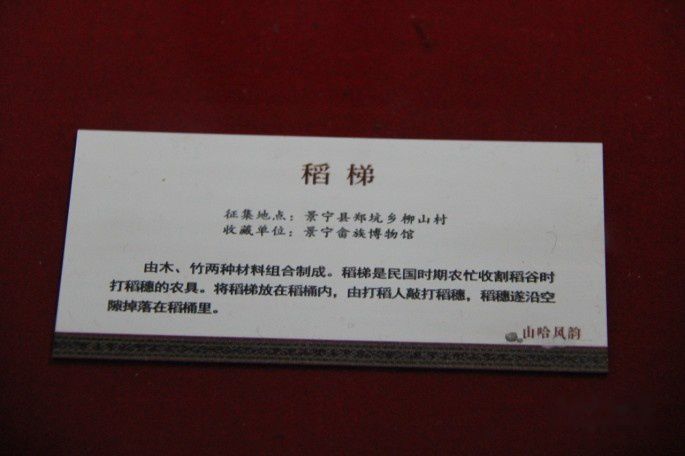 稻梯
征集地点：景宁县郑坑乡柳山村
收藏单位：景宁畲族博物馆
由木、竹两种材料组合制成。稻梯是民国时期农忙收割稻谷时
打稻穗的农具。将稻梯放在稻桶内，由打稻人敲打稻穗，稻穗遂沿空
隙掉落在稻桶里。
山哈风韵